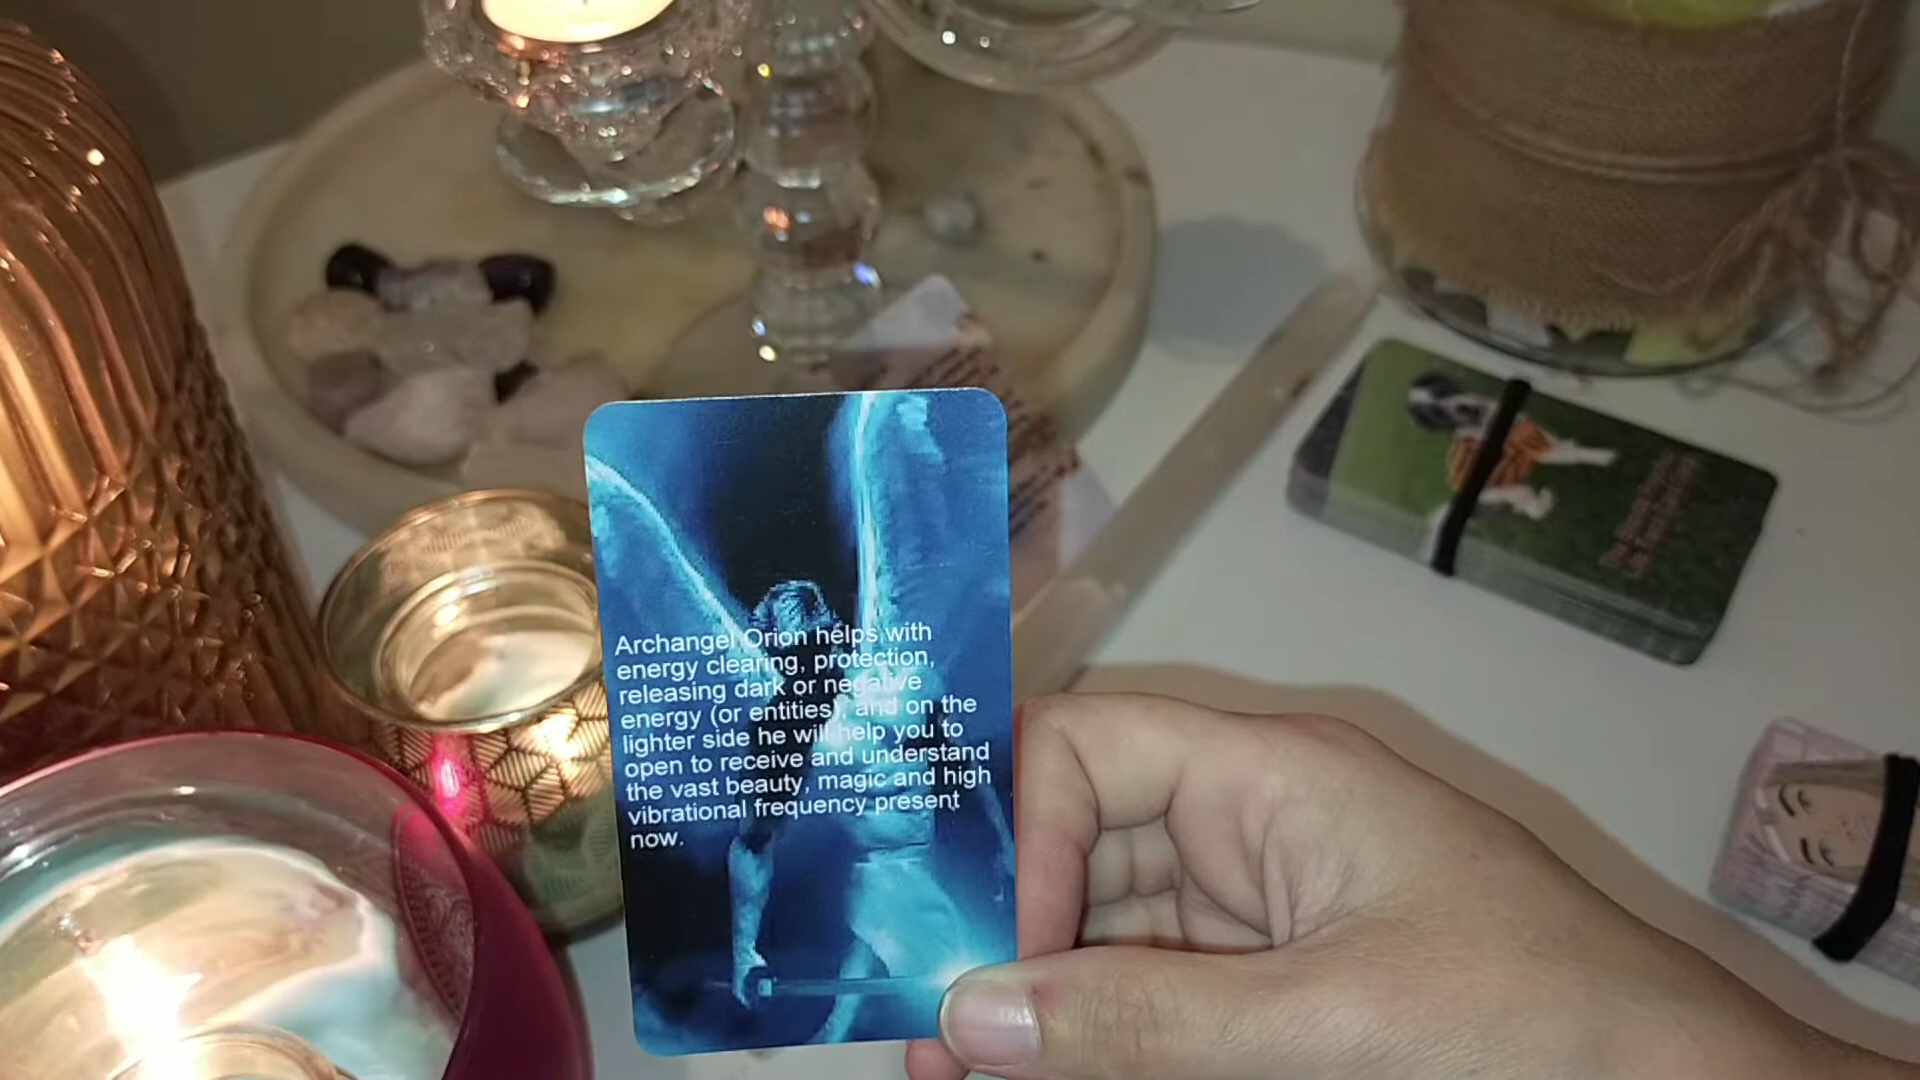 Archangel Orion helps with
energy clearing, protection,
releasing dark or negative
energy (or entities), and on the
lighter side he will help you to
open to receive and understand
the vast beauty, magic and high
vibrational frequency present
now.